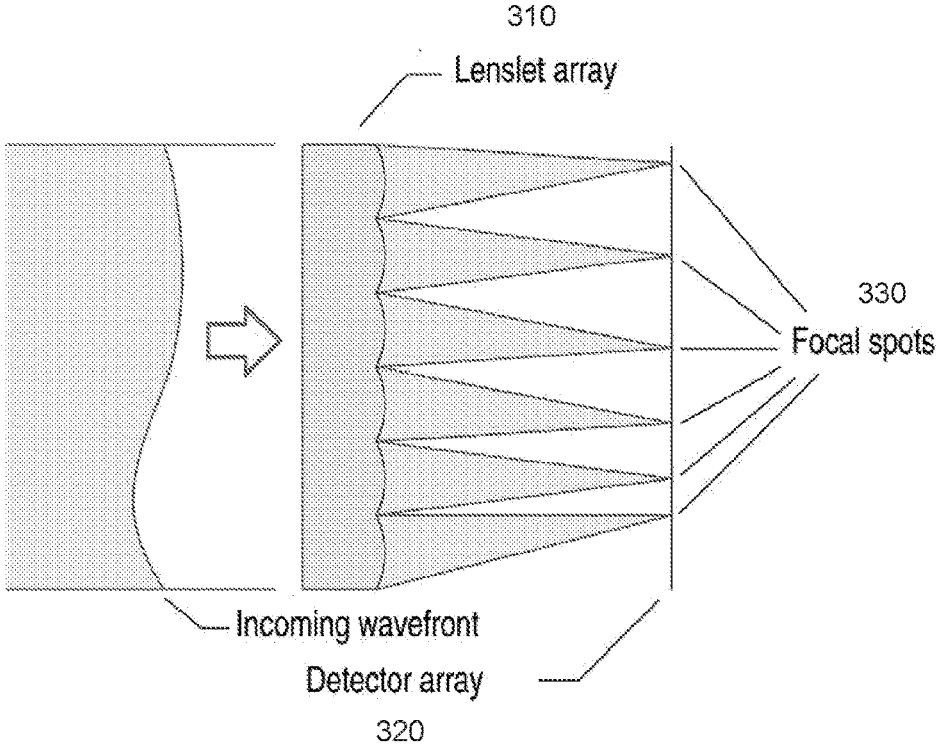 310
Lenslet array
330
Focal spots
Incoming wavefront
Detector array
320